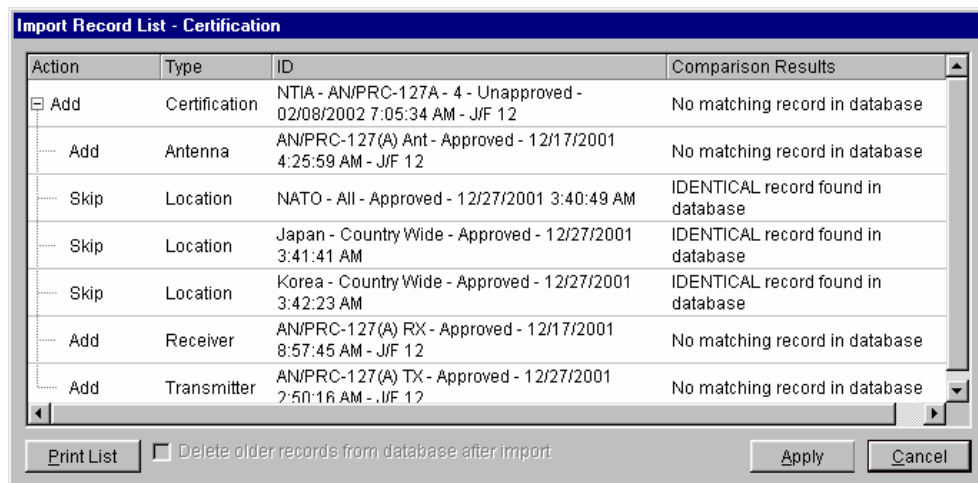 Import Record List - Certification
Action Type ID Comparison Results
Add Certification NTIA - AN/PRC-127A - 4 - Unapproved - No matching record in database
02/08/2002 7:05:34 AM - J/F 12
Add Antenna AN/PRC-127(A) Ant - Approved - 12/17/2001 No matching record in database
4:25:59 AM - J/F 12
Skip Location NATO - All - Approved - 12/27/2001 3:40:49 AM IDENTICAL record found in
database
Skip Location Japan - Country Wide - Approved - 12/27/2001 IDENTICAL record found in
3:41:41 AM database
Skip Location Korea - Country Wide - Approved - 12/27/2001 IDENTICAL record found in
3:42:23 AM database
Add Receiver AN/PRC-127(A) RX - Approved - 12/17/2001 No matching record in database
8:57:45 AM - J/F 12
Add Transmitter AN/PRC-127(A) TX - Approved - 12/27/2001 No matching record in database
2:50:16 AM - J/F 12
Print List Delete older records from database after import Apply Cancel